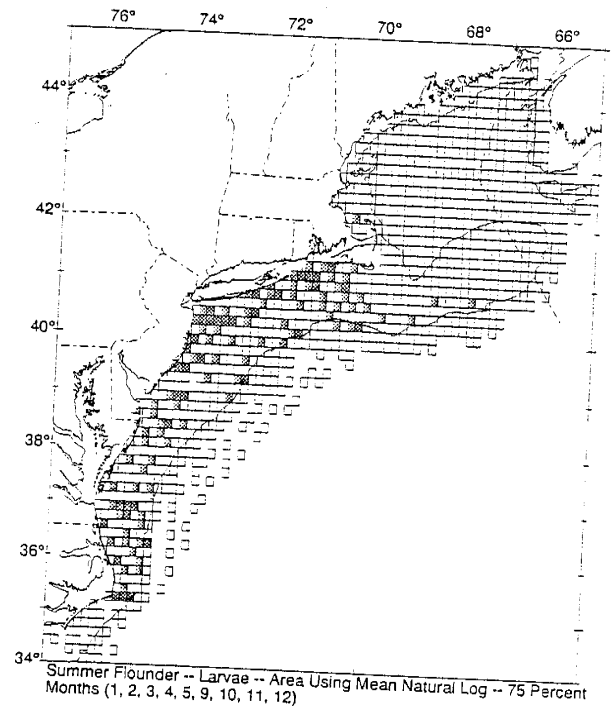 76° 74° 72° 70° 68° 66°
44°
42°
40°
38°
36°
34°
Summer Flounder -- Larvae -- Area Using Mean Natural Log -- 75 Percent
Months (1, 2, 3, 4, 5, 9, 10, 11, 12)